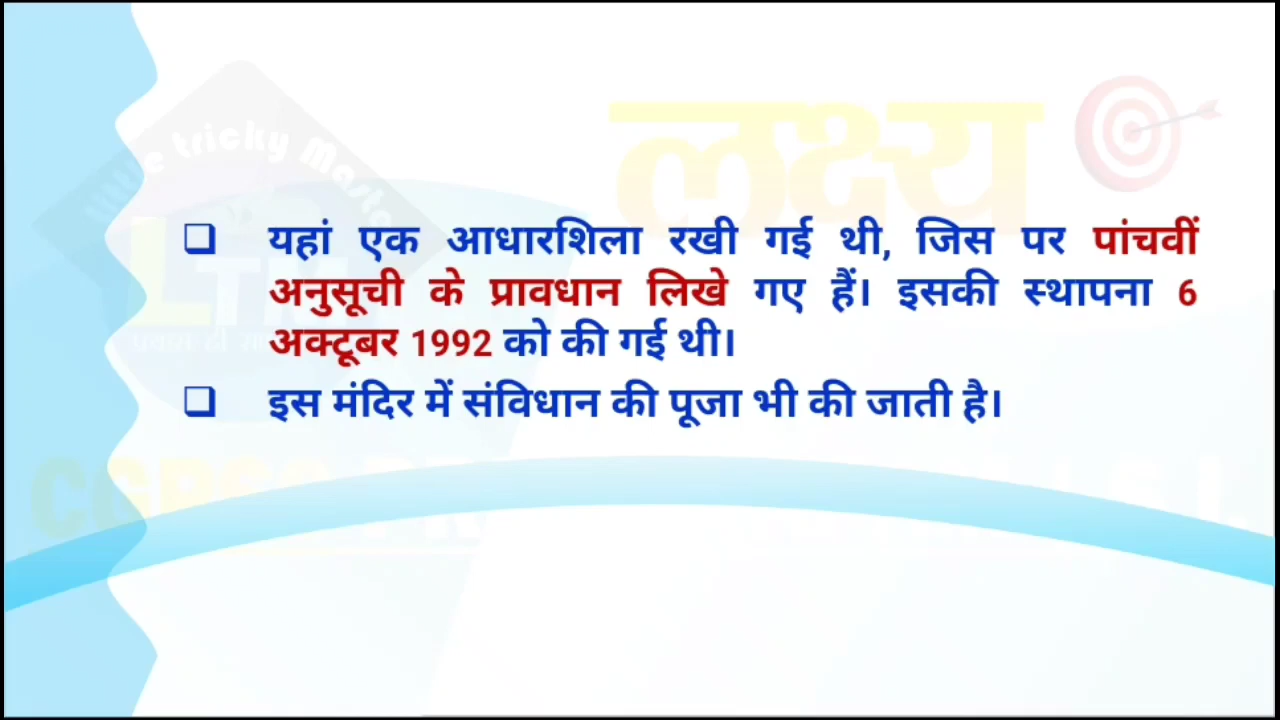 लक्ष्य
❑ यहां एक आधारशिला रखी गई थी, जिस पर पांचवीं
अनुसूची के प्रावधान लिखे गए हैं। इसकी स्थापना 6
अक्टूबर 1992 को की गई थी।
❑ इस मंदिर में संविधान की पूजा भी की जाती है।